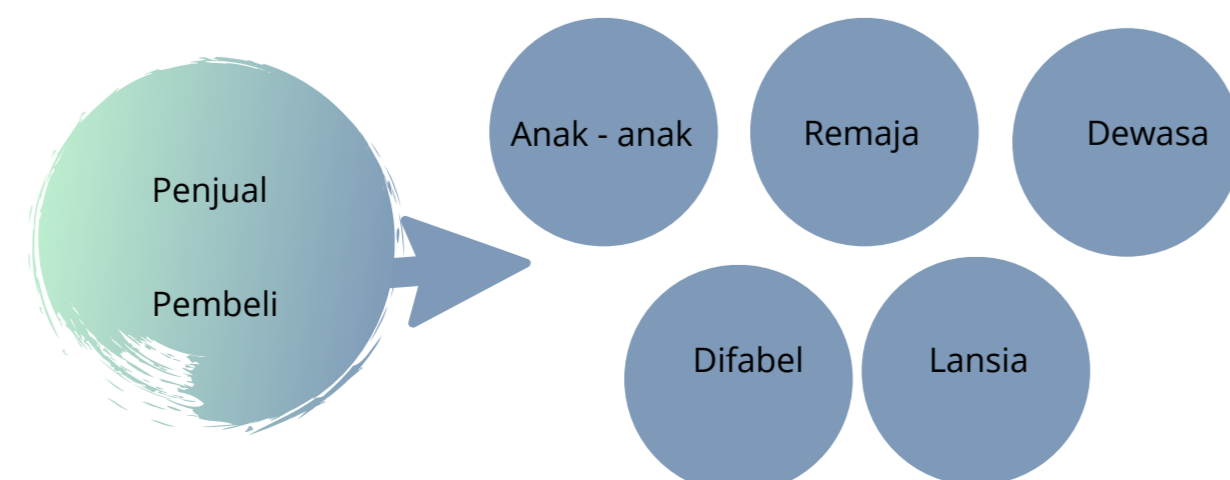 Penjual
Pembeli
Anak - anak
Remaja
Dewasa
Difabel
Lansia